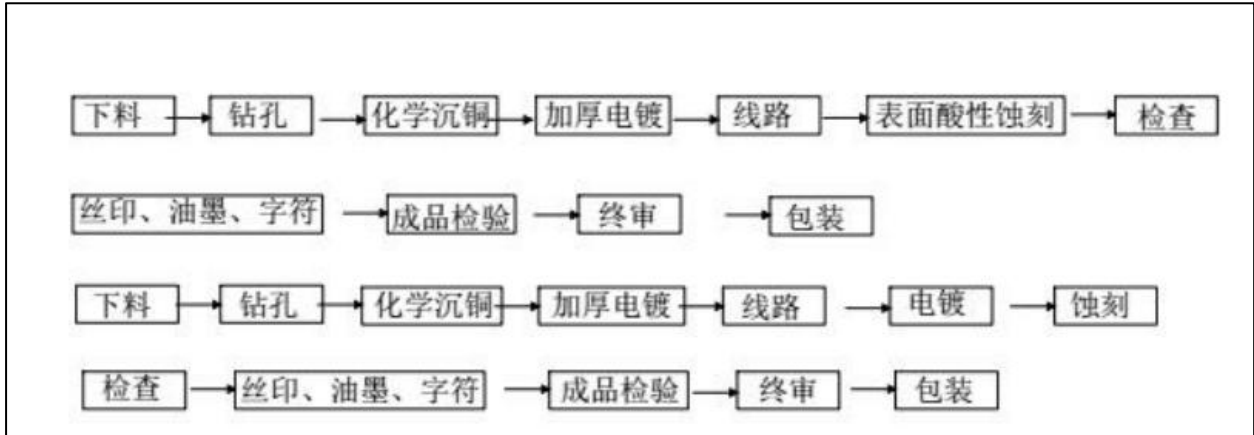 下料 钻孔 化学沉铜 加厚电镀 线路 表面酸性蚀刻 检查
丝印、油墨、字符 成品检验 终审 包装
下料 钻孔 化学沉铜 加厚电镀 线路 电镀 蚀刻
检查 丝印、油墨、字符 成品检验 终审 包装